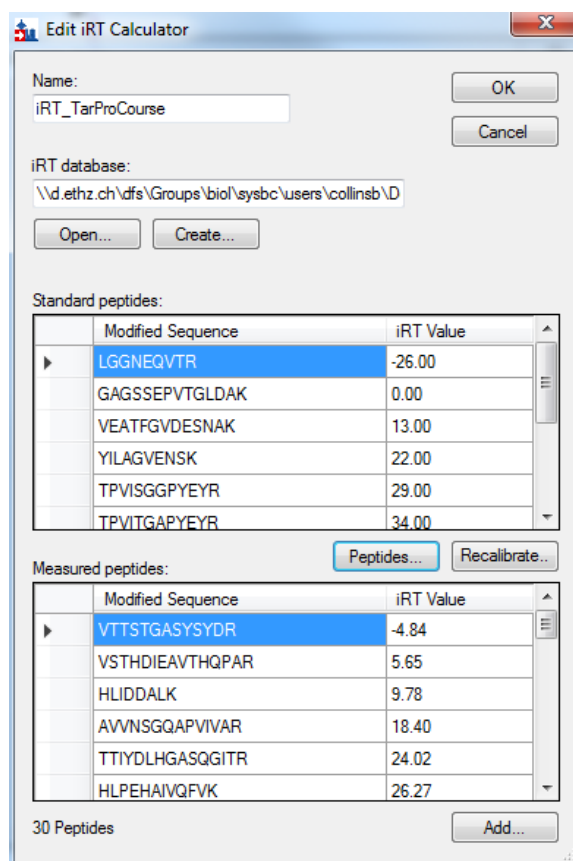 Edit iRT Calculator
Name:
iRT_TarProCourse
OK
Cancel
iRT database:
\\d.ethz.ch\dfs\Groups\biol\sysbc\users\collinsb\D
Open... Create...
Standard peptides:
Modified Sequence iRT Value
LGGNEQVTR -26.00
GAGSSEPVTGLDAK 0.00
VEATFGVDESNAK 13.00
YILAGVENSK 22.00
TPVISGGPYEYR 29.00
TPVITGAPYEYR 34.00
Peptides... Recalibrate..
Measured peptides:
Modified Sequence iRT Value
VTTSTGASYSYDR -4.84
VSTHDIEAVTHQPAR 5.65
HLIDDALK 9.78
AVVNSGQAPVIVAR 18.40
TTIYDLHGASQGITR 24.02
HLPEHAIVQFVK 26.27
30 Peptides
Add...